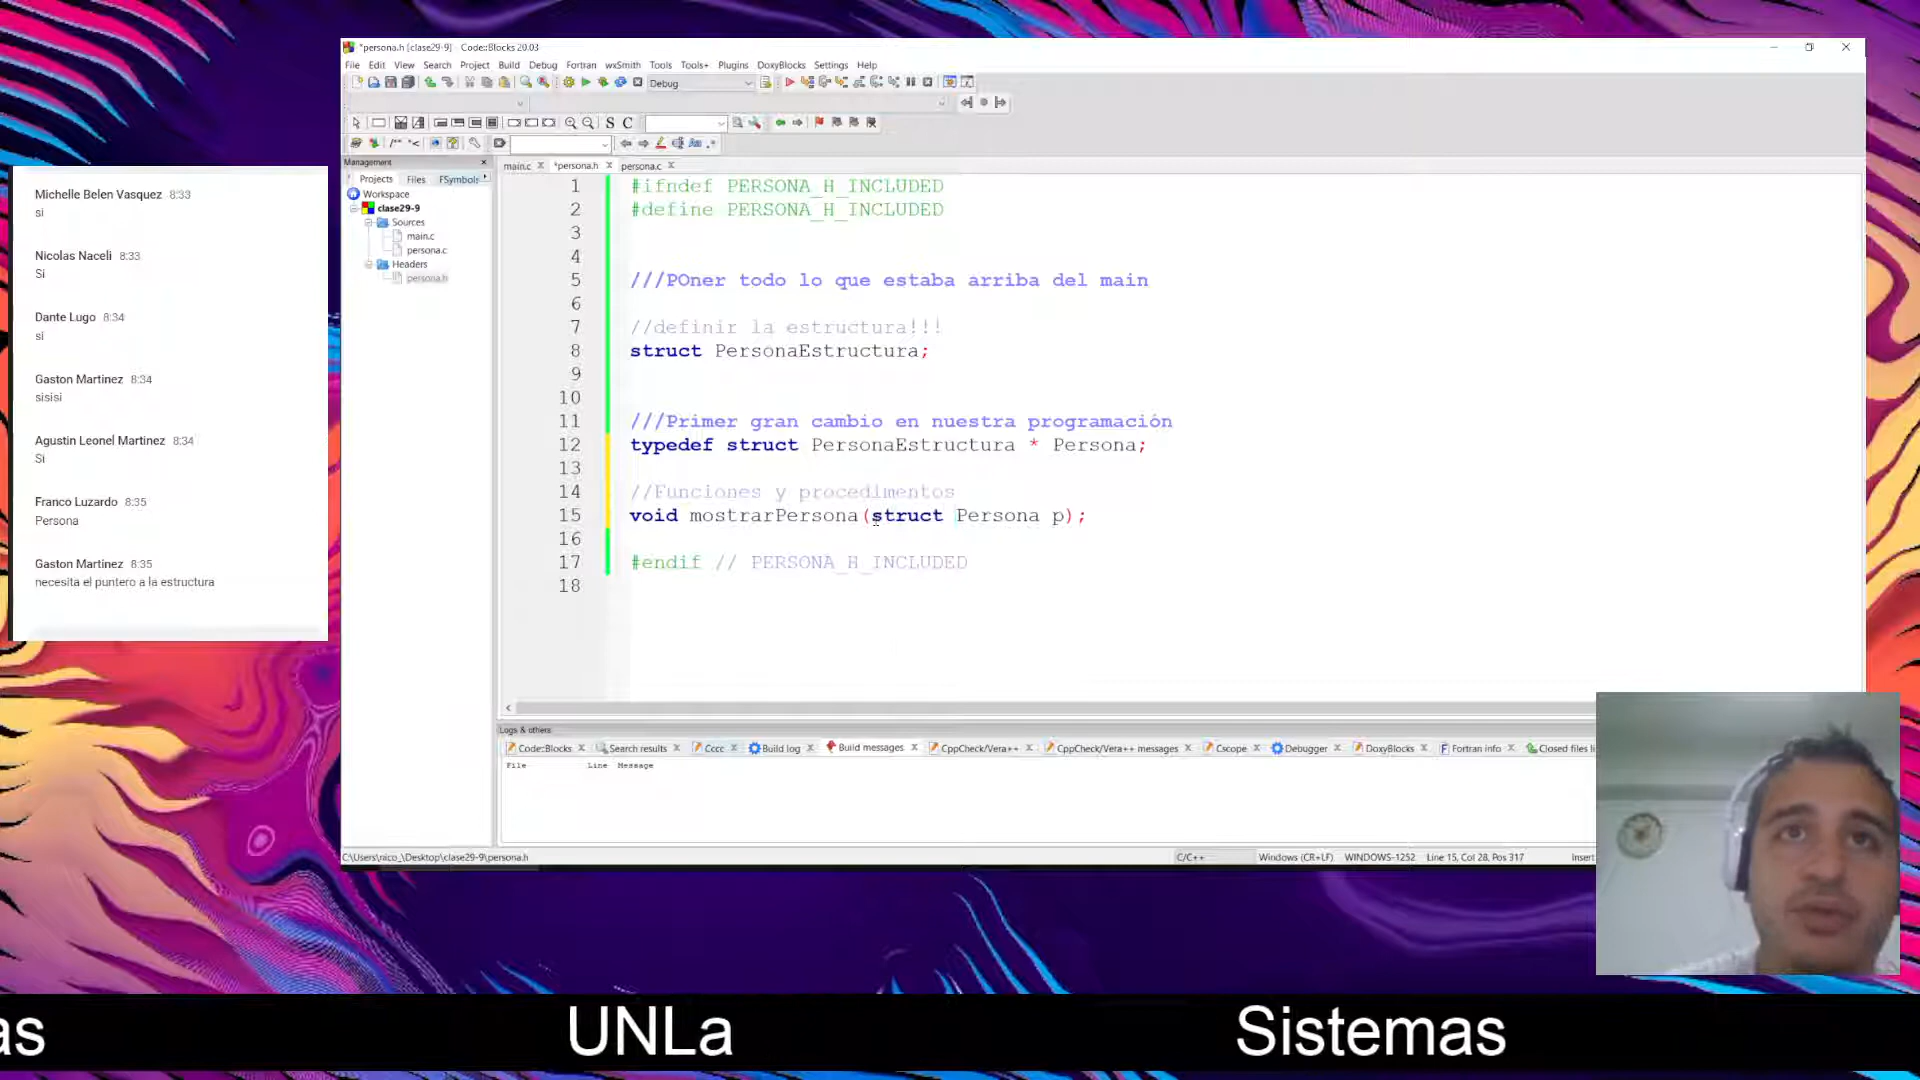 *persona.h [clase29-9] - Code::Blocks 20.03
File Edit View Search Project Build Debug Fortran wxSmith Tools Tools+ Plugins DoxyBlocks Settings Help
Debug
S C
Management
main.c *persona.h persona.c
Projects Files FSymbols
Workspace
clase29-9
Sources
main.c
persona.c
Headers
persona.h
1 #ifndef PERSONA_H_INCLUDED
2 #define PERSONA_H_INCLUDED
3
4
5 ///POner todo lo que estaba arriba del main
6
7 //definir la estructura!!!
8 struct PersonaEstructura;
9
10
11 ///Primer gran cambio en nuestra programación
12 typedef struct PersonaEstructura * Persona;
13
14 //Funciones y procedimentos
15 void mostrarPersona(struct Persona p);
16
17 #endif // PERSONA_H_INCLUDED
18
Michelle Belen Vasquez 8:33
si
Nicolas Naceli 8:33
Si
Dante Lugo 8:34
si
Gaston Martinez 8:34
sisisi
Agustin Leonel Martinez 8:34
Si
Franco Luzardo 8:35
Persona
Gaston Martinez 8:35
necesita el puntero a la estructura
Logs & others
Code::Blocks Search results Cccc Build log Build messages CppCheck/Vera++ CppCheck/Vera++ messages Cscope Debugger DoxyBlocks Fortran info Closed files li
File Line Message
C:\Users\nico_\Desktop\clase29-9\persona.h C/C++ Windows (CR+LF) WINDOWS-1252 Line 15, Col 28, Pos 317 Insert
as UNLa Sistemas